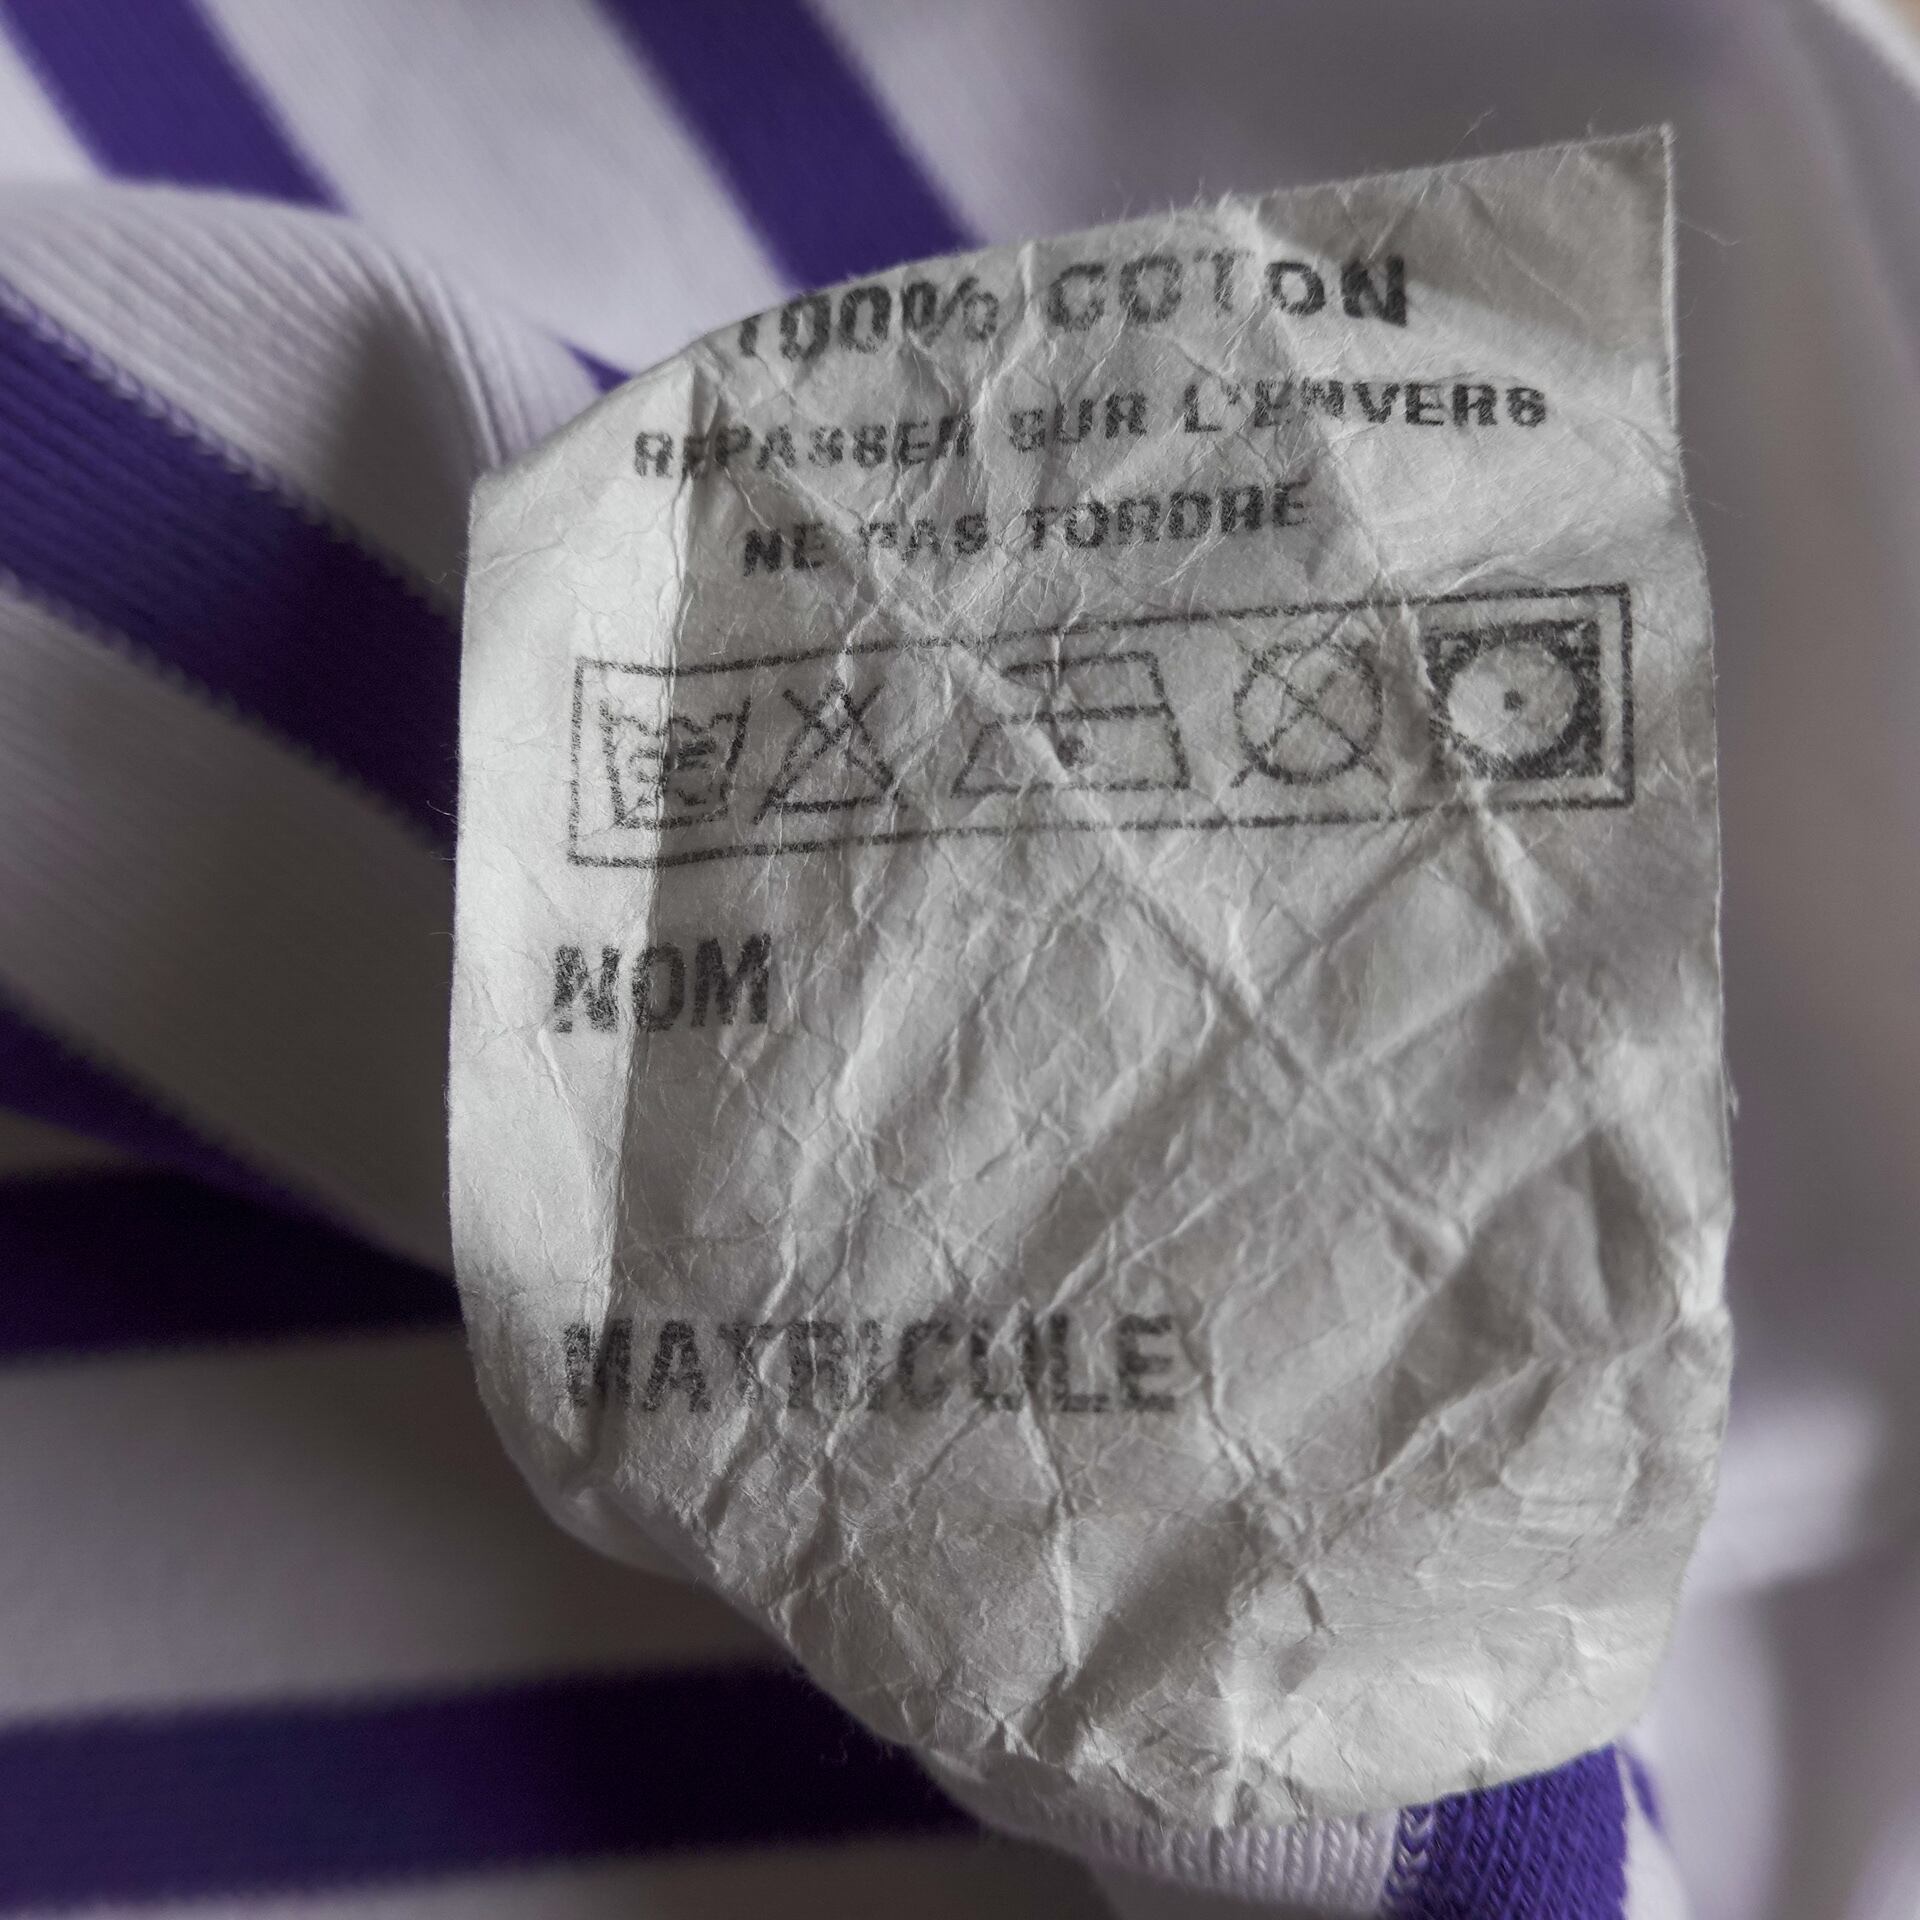 100% COTON
REPASSER SUR L'ENVERS
NE PAS TORDRE
NOM
MATRICULE